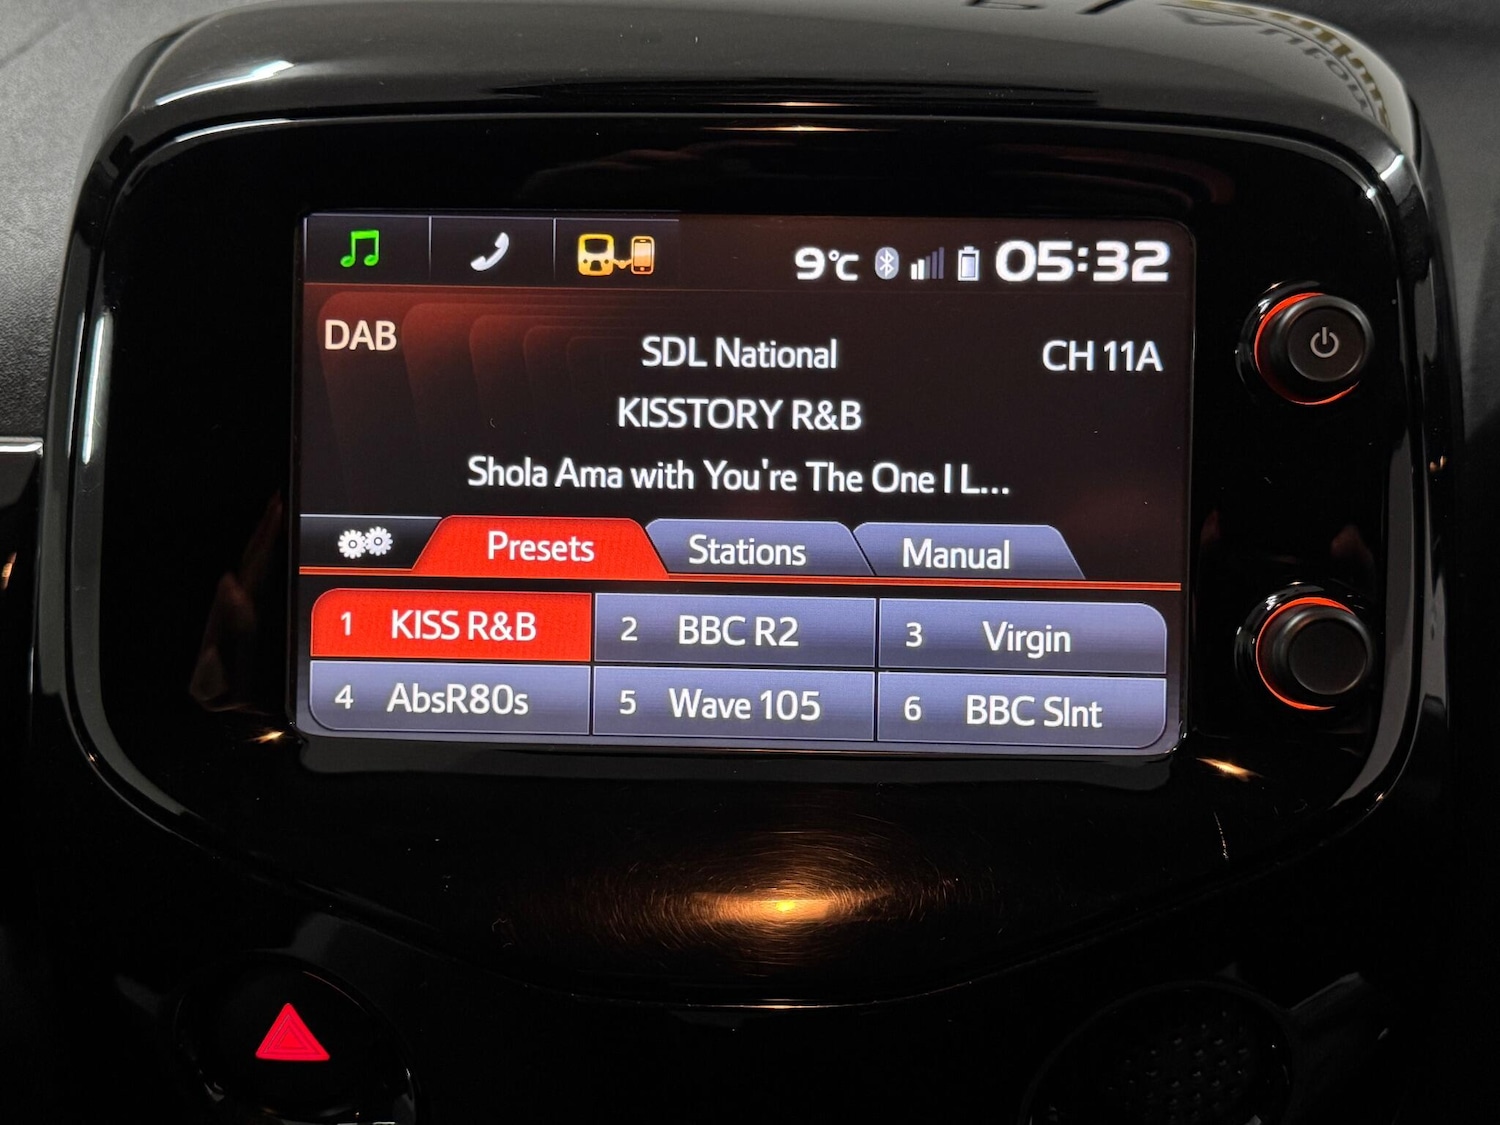 9°C 05:32
DAB
SDL National
CH 11A
KISSTORY R&B
Shola Ama with You're The One I L...
Presets Stations Manual
1 KISS R&B 2 BBC R2 3 Virgin
4 AbsR80s 5 Wave 105 6 BBC Slnt